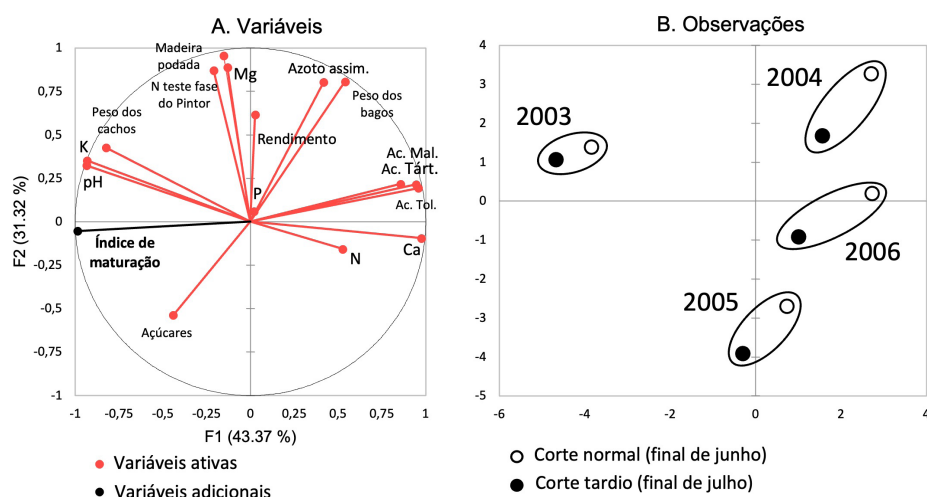 A. Variáveis
1
0,75
0,5
0,25
0
-0,25
-0,5
-0,75
-1
F2 (31.32 %)
Madeira
podada
Mg
N teste fase
do Pintor
Azoto assim.
Peso dos
bagos
Peso dos
cachos
Rendimento
K
pH
Ac. Mal.
Ac. Tárt.
Ac. Tol.
P
Índice de
maturação
N
Ca
Açúcares
-1
-0,75
-0,5
-0,25
0
0,25
0,5
0,75
1
F1 (43.37 %)
Variáveis ativas
Variáveis adicionais
B. Observações
4
3
2
1
0
-1
-2
-3
-4
-5
2004
2003
2006
2005
-6
-4
-2
0
2
4
Corte normal (final de junho)
Corte tardio (final de julho)